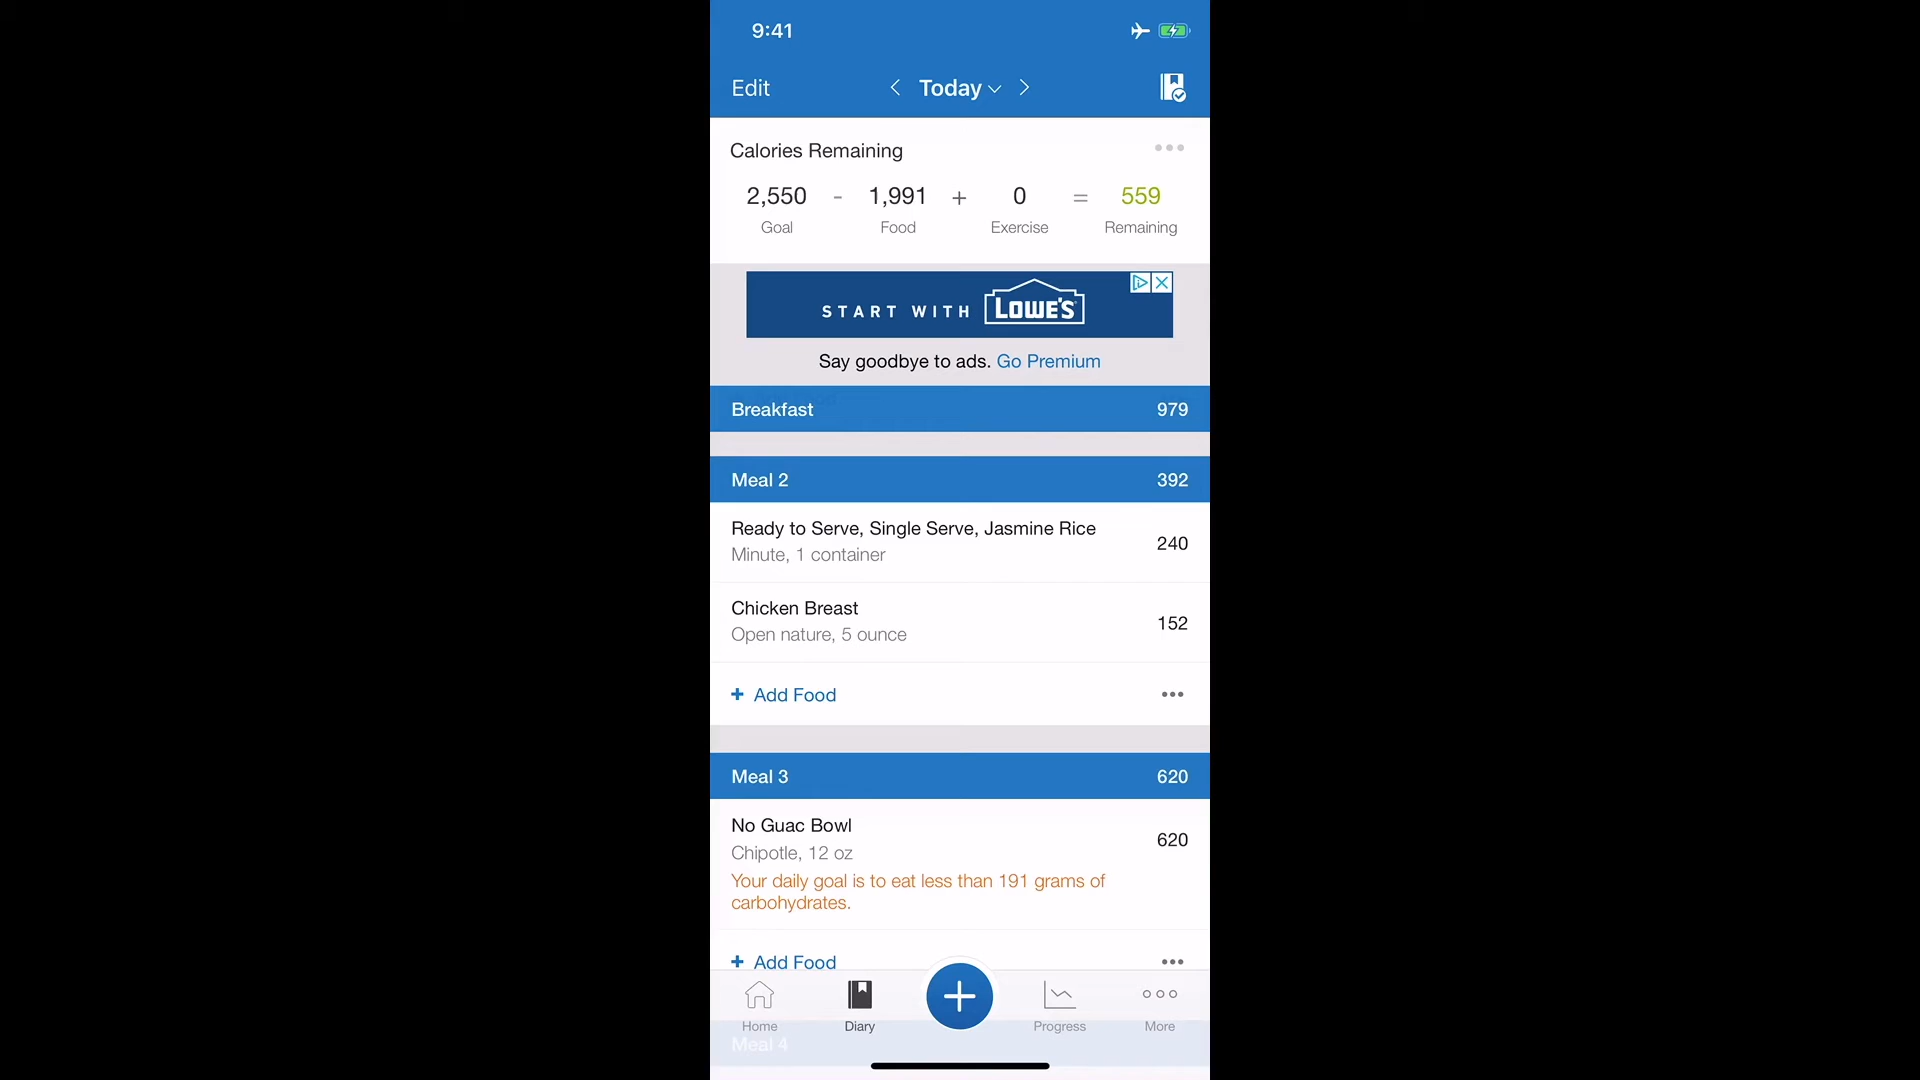 9:41
Edit
Today
Calories Remaining
2,550 - 1,991 + 0 = 559
Goal Food Exercise Remaining
START WITH LOWE'S
Say goodbye to ads. Go Premium
Breakfast 979
Meal 2 392
Ready to Serve, Single Serve, Jasmine Rice
Minute, 1 container
240
Chicken Breast
Open nature, 5 ounce
152
+ Add Food
Meal 3 620
No Guac Bowl
Chipotle, 12 oz
620
Your daily goal is to eat less than 191 grams of
carbohydrates.
+ Add Food
Home Diary Progress More
Meal 4